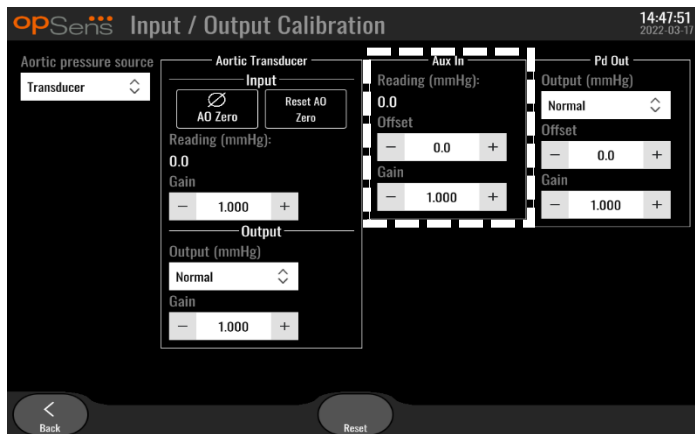 opSens Input / Output Calibration
14:47:51
2022-03-17
Aortic pressure source
Transducer
Aortic Transducer
Input
AO Zero
Reset AO
Zero
Reading (mmHg):
0.0
Gain
− 1.000 +
Output
Output (mmHg)
Normal
Gain
− 1.000 +
Aux In
Reading (mmHg):
0.0
Offset
− 0.0 +
Gain
− 1.000 +
Pd Out
Output (mmHg)
Normal
Offset
− 0.0 +
Gain
− 1.000 +
Back
Reset